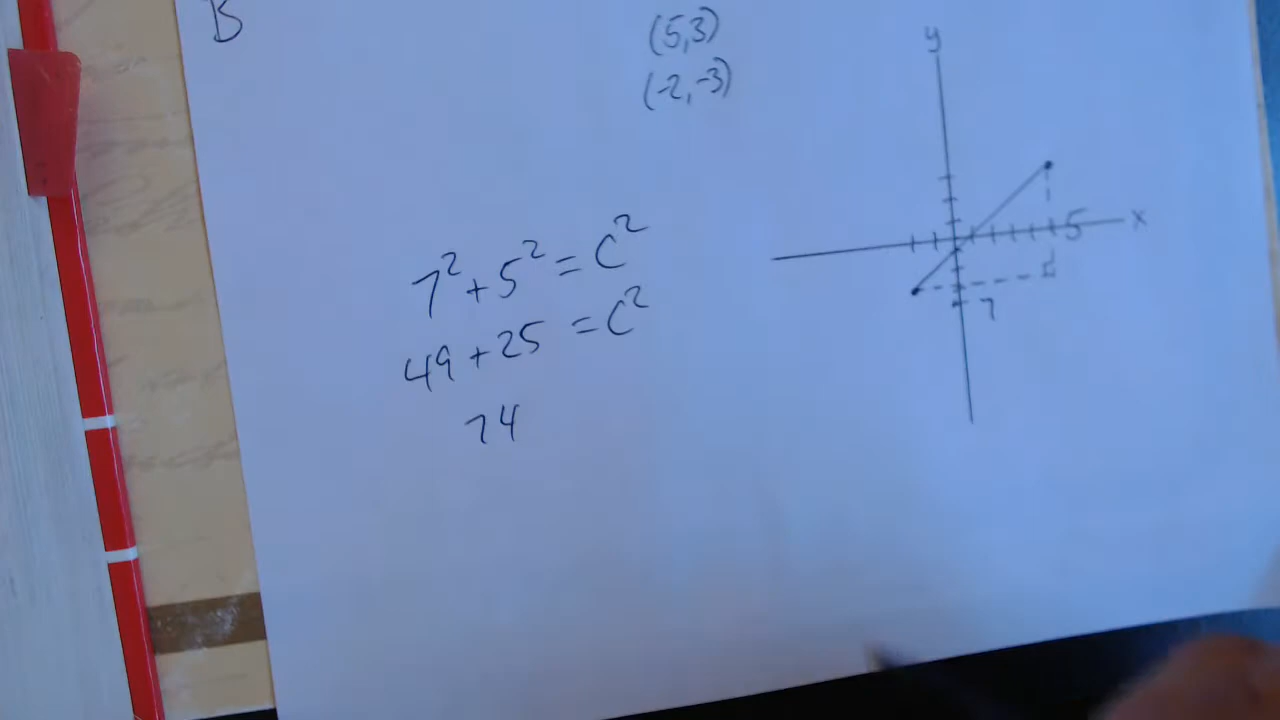 B
(5,3)
(-2,-3)
7² + 5² = C²
49 + 25 = C²
74
y
x
5
7